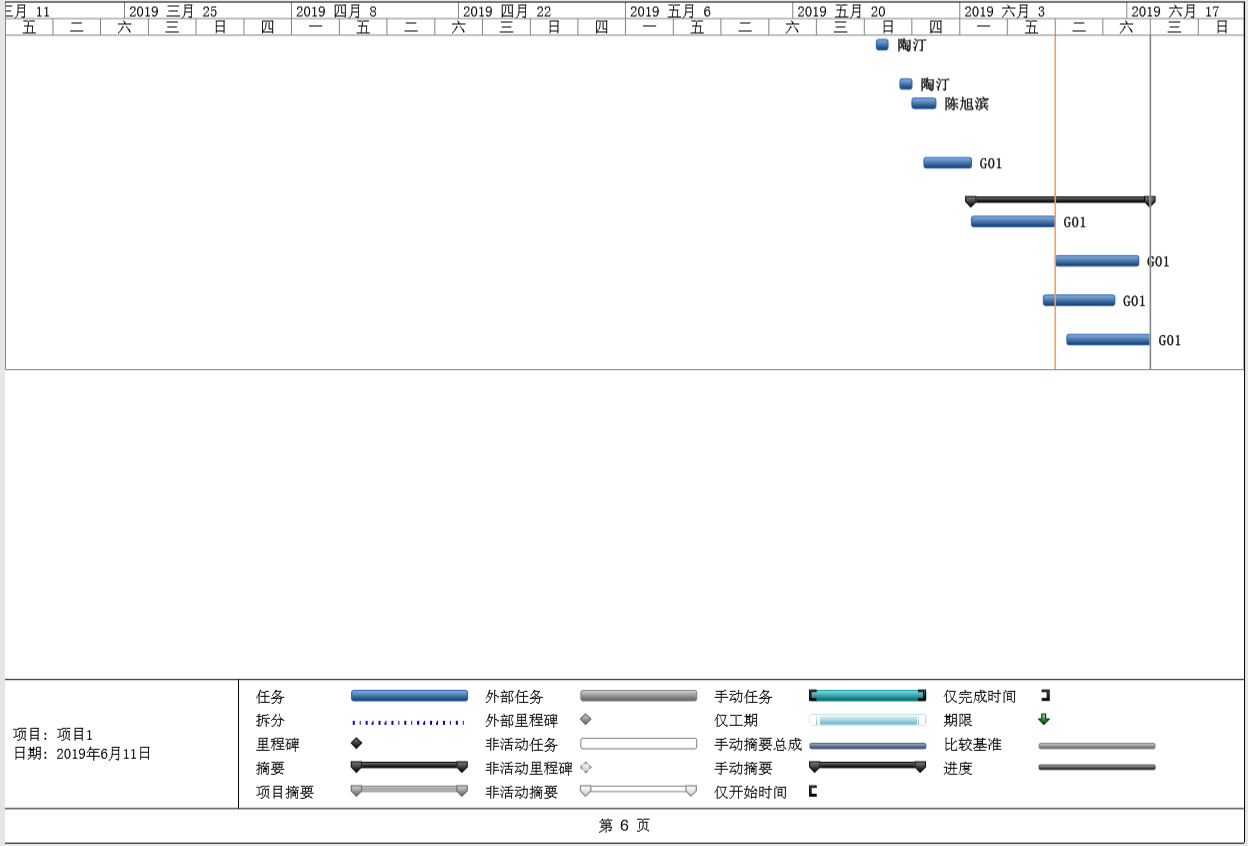 三月 11 2019 三月 25 2019 四月 8 2019 四月 22 2019 五月 6 2019 五月 20 2019 六月 3 2019 六月 17
五 二 六 三 日 四 一 五 二 六 三 日 四 一 五 二 六 三 日 四 一 五 二 六 三 日
陶汀
陶汀
陈旭滨
G01
G01
G01
G01
G01
项目: 项目1
日期: 2019年6月11日
任务 外部任务 手动任务 仅完成时间
拆分 外部里程碑 仅工期 期限
里程碑 非活动任务 手动摘要总成 比较基准
摘要 非活动里程碑 手动摘要 进度
项目摘要 非活动摘要 仅开始时间
第 6 页